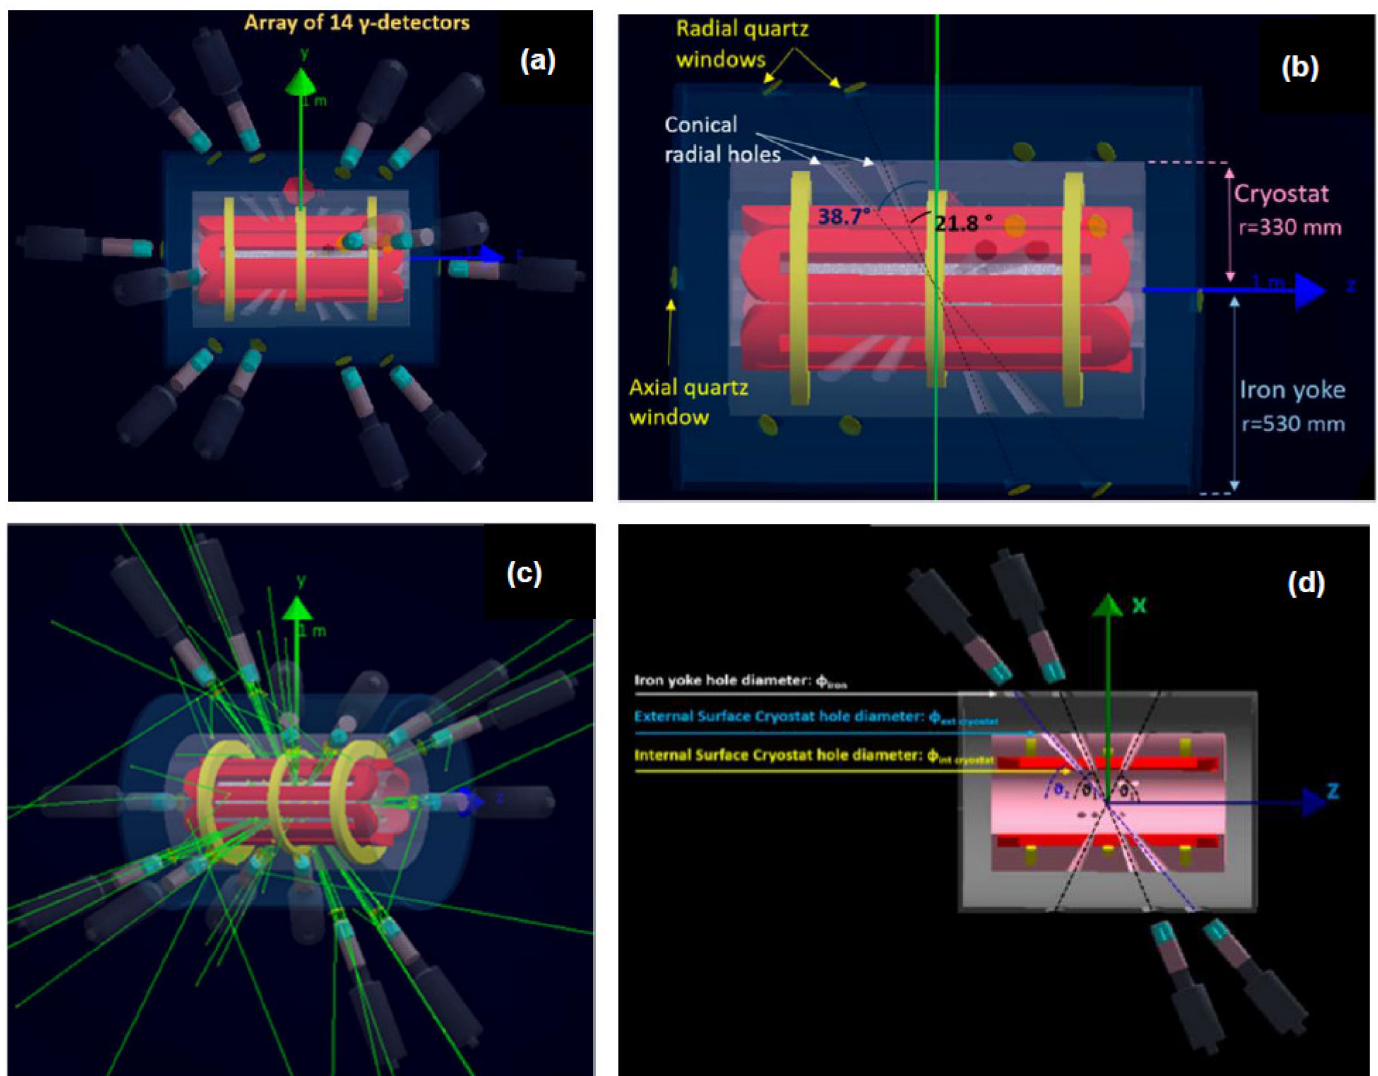 Array of 14 γ-detectors
(a)
y
1 m
Radial quartz
windows
(b)
Conical
radial holes
38.7°
21.8 °
Cryostat
r=330 mm
1 m
z
Axial quartz
window
Iron yoke
r=530 mm
(c)
y
1 m
z
(d)
X
Iron yoke hole diameter: ϕiron
External Surface Cryostat hole diameter: ϕext cryostat
Internal Surface Cryostat hole diameter: ϕint cryostat
Z